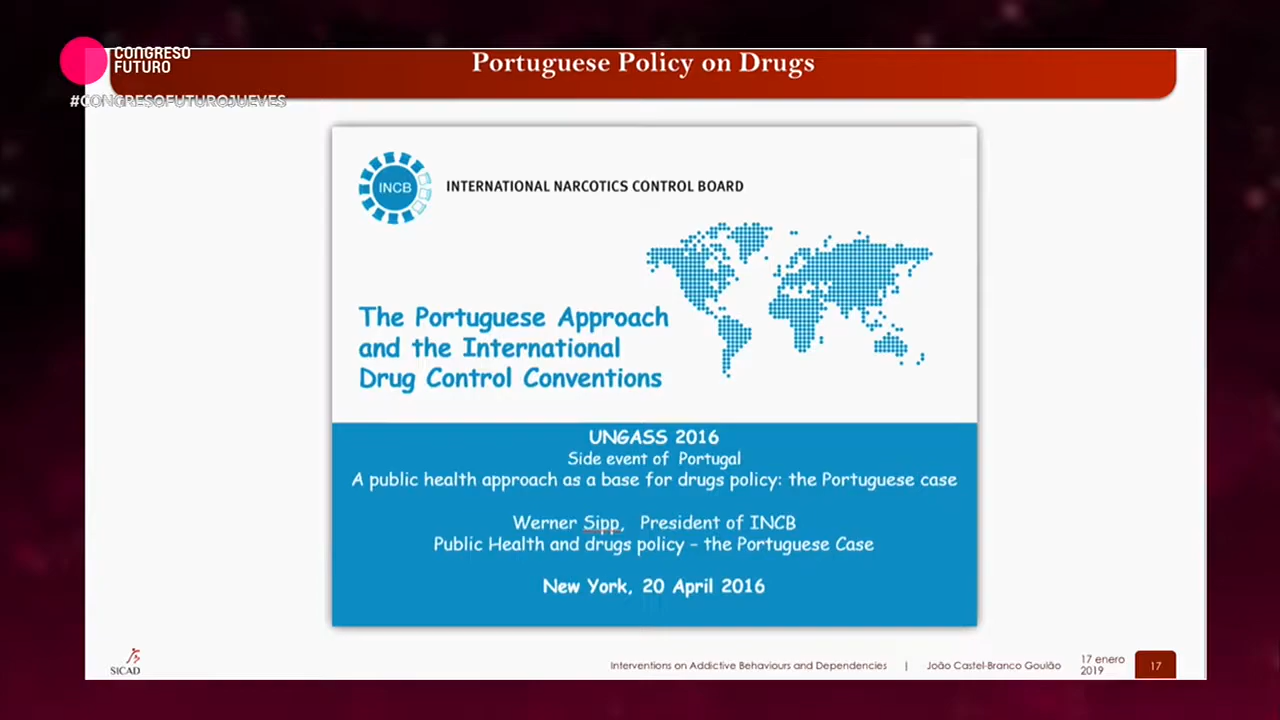 CONGRESO
FUTURO
#CONGRESOFUTUROJUEVES
Portuguese Policy on Drugs
INCB
INTERNATIONAL NARCOTICS CONTROL BOARD
The Portuguese Approach
and the International
Drug Control Conventions
UNGASS 2016
Side event of Portugal
A public health approach as a base for drugs policy: the Portuguese case
Werner Sipp, President of INCB
Public Health and drugs policy – the Portuguese Case
New York, 20 April 2016
SICAD
Interventions on Addictive Behaviours and Dependencies | João Castel-Branco Goulão
17 enero
2019
17